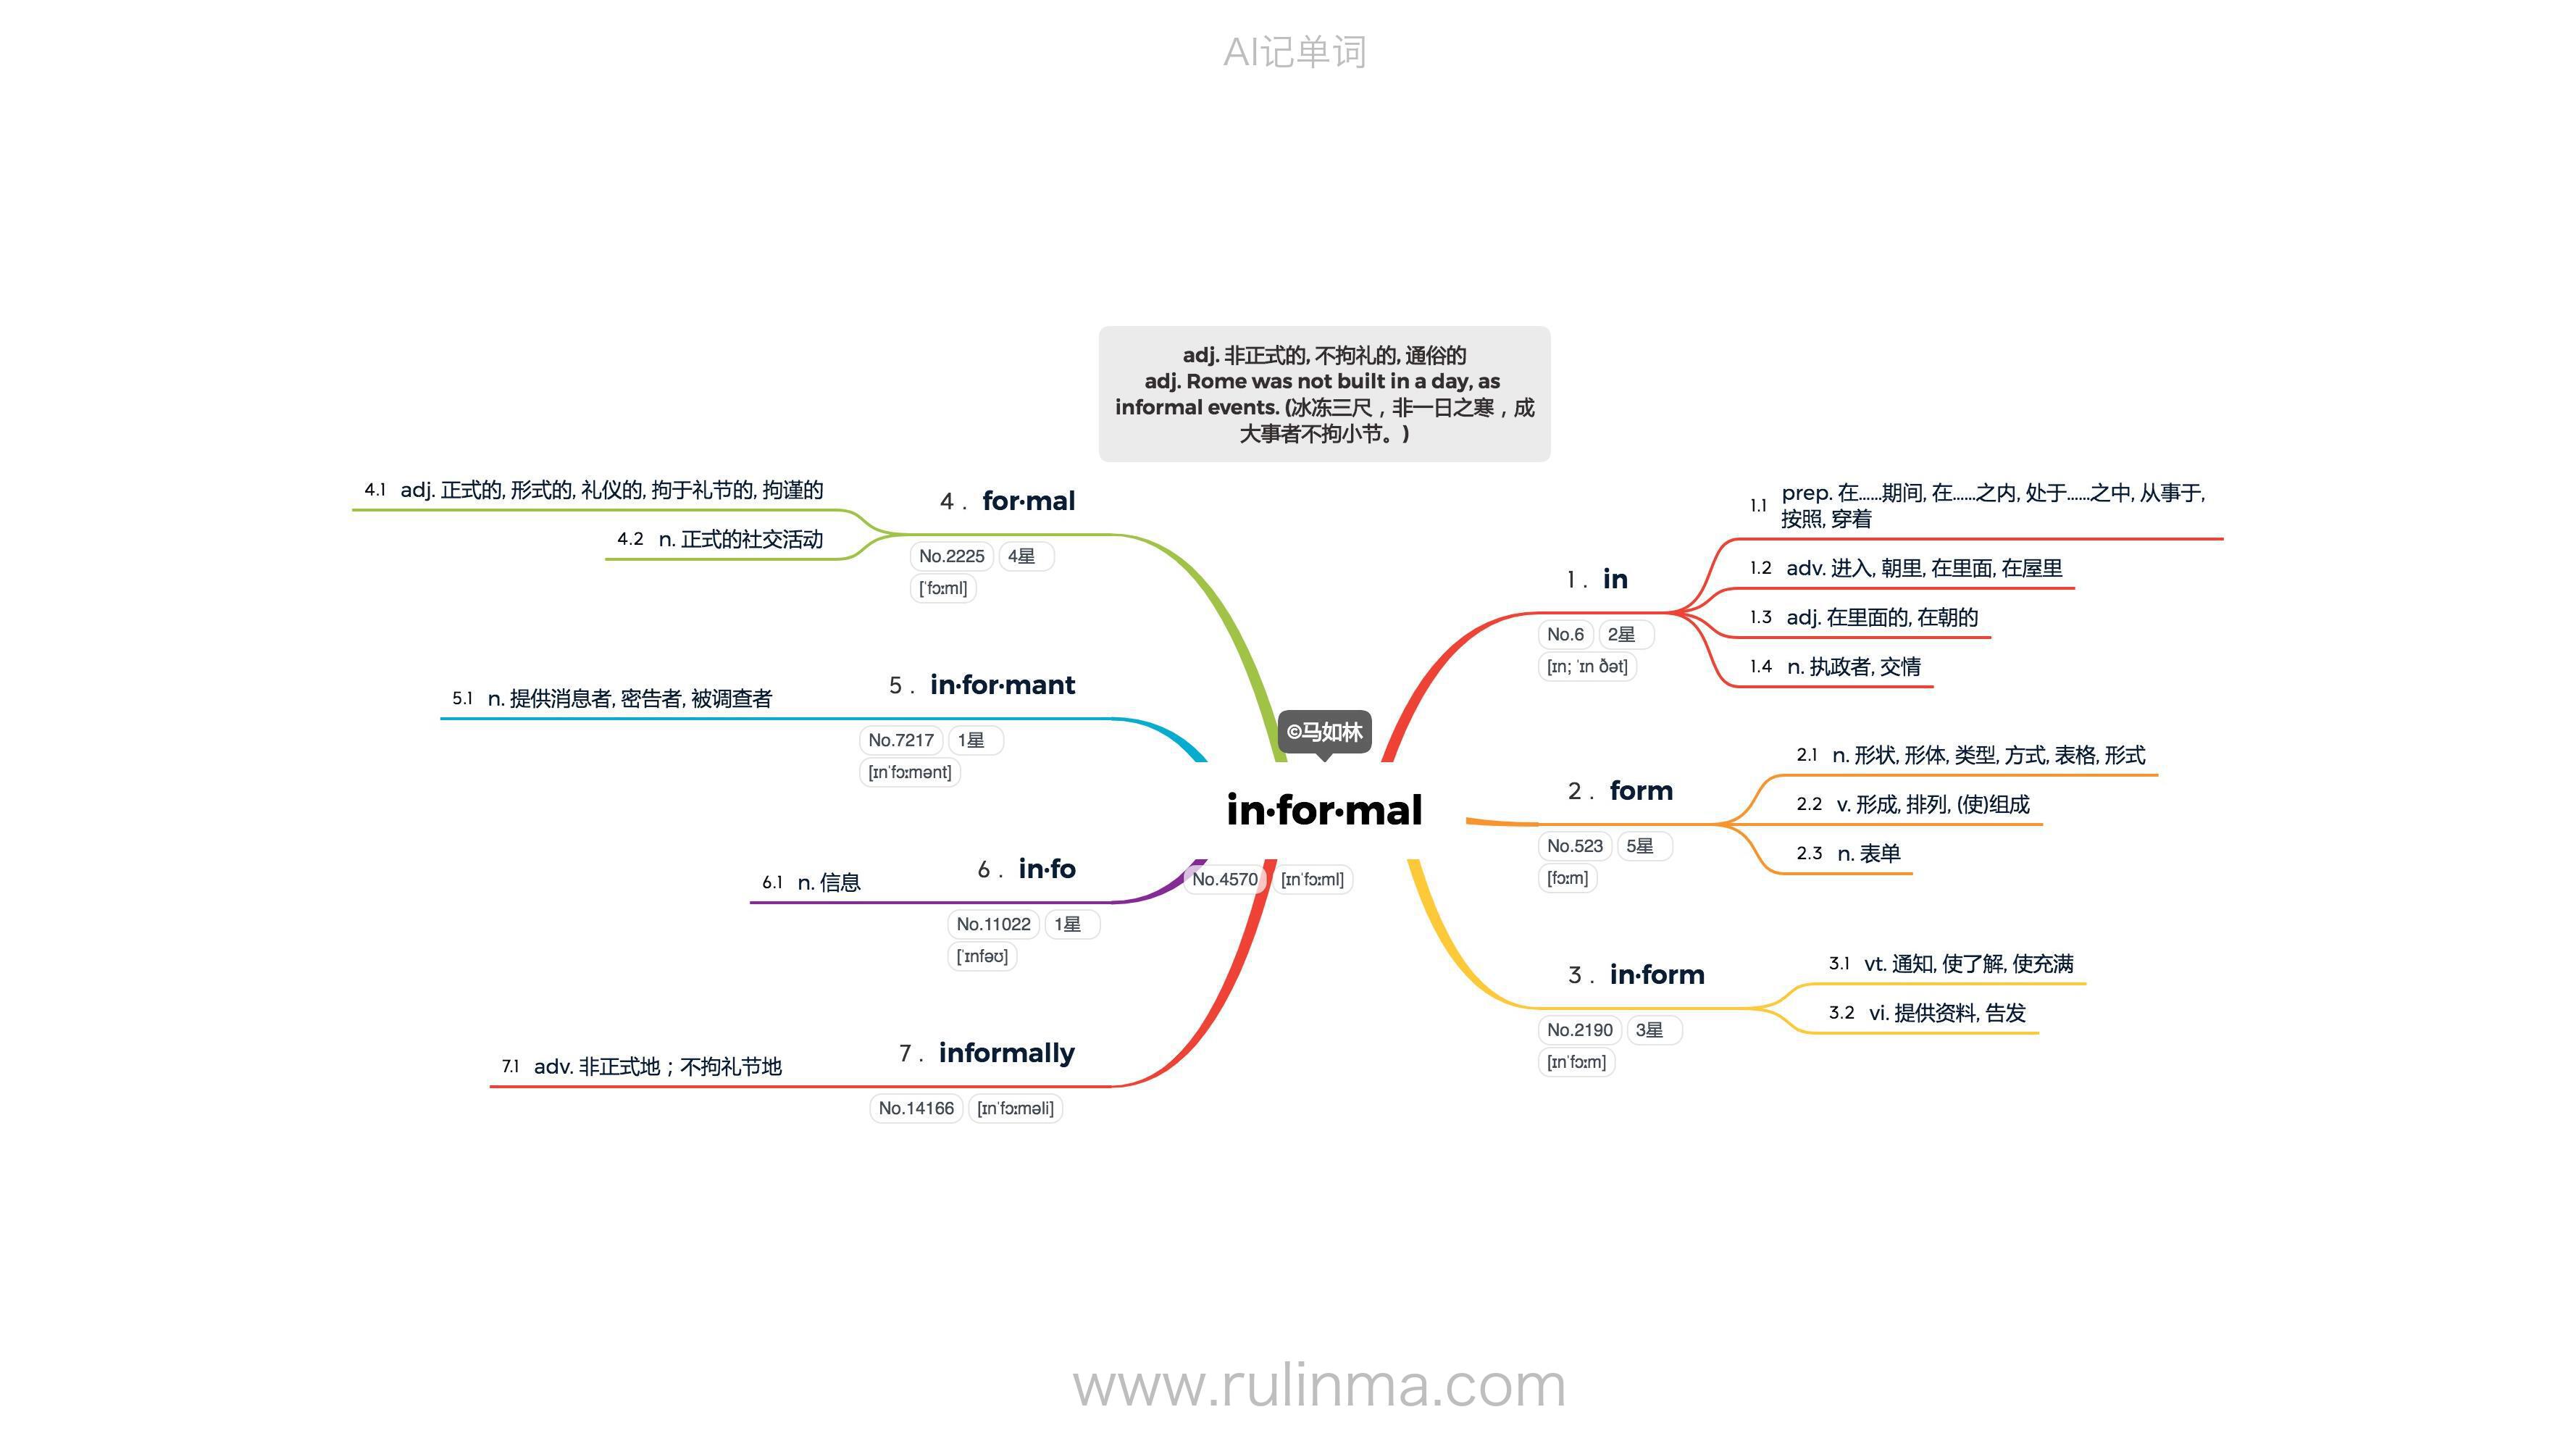 AI记单词
adj. 非正式的, 不拘礼的, 通俗的
adj. Rome was not built in a day, as
informal events. (冰冻三尺，非一日之寒，成
大事者不拘小节。)
©马如林
in·for·mal
No.4570 [ɪnˈfɔːml]
1. in
No.6 2星
[ɪn; ˈɪn ðət]
1.1 prep. 在......期间, 在......之内, 处于......之中, 从事于,
按照, 穿着
1.2 adv. 进入, 朝里, 在里面, 在屋里
1.3 adj. 在里面的, 在朝的
1.4 n. 执政者, 交情
2. form
No.523 5星
[fɔːm]
2.1 n. 形状, 形体, 类型, 方式, 表格, 形式
2.2 v. 形成, 排列, (使)组成
2.3 n. 表单
3. in·form
No.2190 3星
[ɪnˈfɔːm]
3.1 vt. 通知, 使了解, 使充满
3.2 vi. 提供资料, 告发
4. for·mal
No.2225 4星
[ˈfɔːml]
4.1 adj. 正式的, 形式的, 礼仪的, 拘于礼节的, 拘谨的
4.2 n. 正式的社交活动
5. in·for·mant
No.7217 1星
[ɪnˈfɔːmənt]
5.1 n. 提供消息者, 密告者, 被调查者
6. in·fo
No.11022 1星
[ˈɪnfəʊ]
6.1 n. 信息
7. informally
No.14166 [ɪnˈfɔːməli]
7.1 adv. 非正式地；不拘礼节地
www.rulinma.com